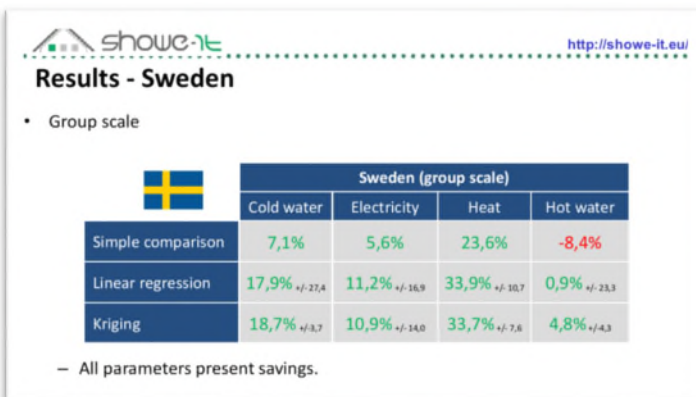 showe-it
http://showe-it.eu/
Results - Sweden
• Group scale
Sweden (group scale)
Cold water Electricity Heat Hot water
Simple comparison 7,1% 5,6% 23,6% -8,4%
Linear regression 17,9% +/- 27,4 11,2% +/- 16,9 33,9% +/- 10,7 0,9% +/- 23,3
Kriging 18,7% +/-3,7 10,9% +/- 14,0 33,7% +/- 7,6 4,8% +/-4,3
– All parameters present savings.